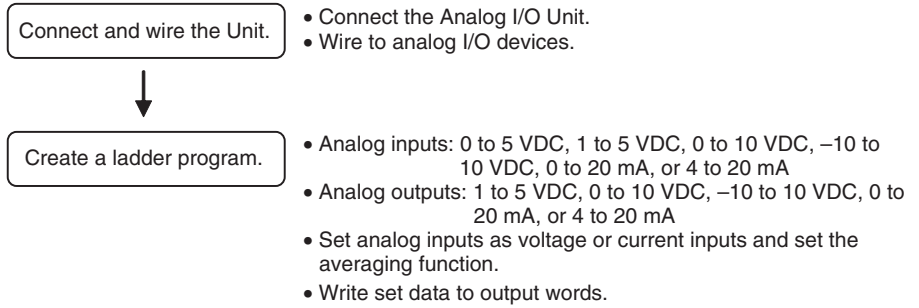 Connect and wire the Unit.
• Connect the Analog I/O Unit.
• Wire to analog I/O devices.
Create a ladder program.
• Analog inputs: 0 to 5 VDC, 1 to 5 VDC, 0 to 10 VDC, –10 to
10 VDC, 0 to 20 mA, or 4 to 20 mA
• Analog outputs: 1 to 5 VDC, 0 to 10 VDC, –10 to 10 VDC, 0 to
20 mA, or 4 to 20 mA
• Set analog inputs as voltage or current inputs and set the
averaging function.
• Write set data to output words.